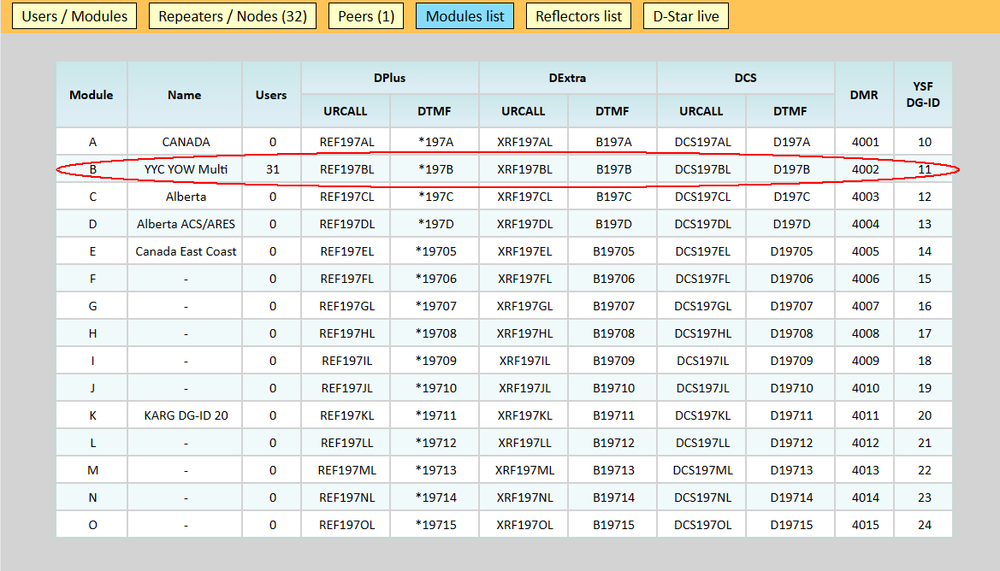 Users / Modules Repeaters / Nodes (32) Peers (1) Modules list Reflectors list D-Star live
Module Name Users DPlus DExtra DCS DMR YSF DG-ID
URCALL DTMF URCALL DTMF URCALL DTMF
A CANADA 0 REF197AL *197A XRF197AL B197A DCS197AL D197A 4001 10
B YYC YOW Multi 31 REF197BL *197B XRF197BL B197B DCS197BL D197B 4002 11
C Alberta 0 REF197CL *197C XRF197CL B197C DCS197CL D197C 4003 12
D Alberta ACS/ARES 0 REF197DL *197D XRF197DL B197D DCS197DL D197D 4004 13
E Canada East Coast 0 REF197EL *19705 XRF197EL B19705 DCS197EL D19705 4005 14
F - 0 REF197FL *19706 XRF197FL B19706 DCS197FL D19706 4006 15
G - 0 REF197GL *19707 XRF197GL B19707 DCS197GL D19707 4007 16
H - 0 REF197HL *19708 XRF197HL B19708 DCS197HL D19708 4008 17
I - 0 REF197IL *19709 XRF197IL B19709 DCS197IL D19709 4009 18
J - 0 REF197JL *19710 XRF197JL B19710 DCS197JL D19710 4010 19
K KARG DG-ID 20 0 REF197KL *19711 XRF197KL B19711 DCS197KL D19711 4011 20
L - 0 REF197LL *19712 XRF197LL B19712 DCS197LL D19712 4012 21
M - 0 REF197ML *19713 XRF197ML B19713 DCS197ML D19713 4013 22
N - 0 REF197NL *19714 XRF197NL B19714 DCS197NL D19714 4014 23
O - 0 REF197OL *19715 XRF197OL B19715 DCS197OL D19715 4015 24